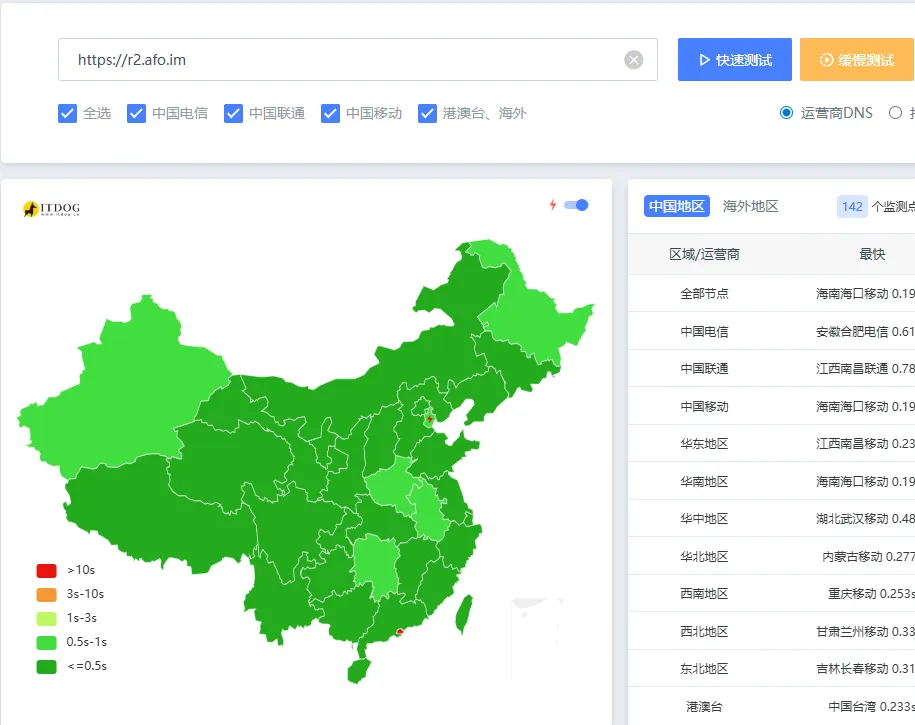 https://r2.afo.im
快速测试
缓慢测试
全选 中国电信 中国联通 中国移动 港澳台、海外
运营商DNS
ITDOG
www.itdog.cn
中国地区 海外地区 142 个监测点
区域/运营商 最快
全部节点 海南海口移动 0.19
中国电信 安徽合肥电信 0.61
中国联通 江西南昌联通 0.78
中国移动 海南海口移动 0.19
华东地区 江西南昌移动 0.23
华南地区 海南海口移动 0.19
华中地区 湖北武汉移动 0.48
华北地区 内蒙古移动 0.277
西南地区 重庆移动 0.253s
西北地区 甘肃兰州移动 0.33
东北地区 吉林长春移动 0.31
港澳台 中国台湾 0.233s
>10s
3s-10s
1s-3s
0.5s-1s
<=0.5s